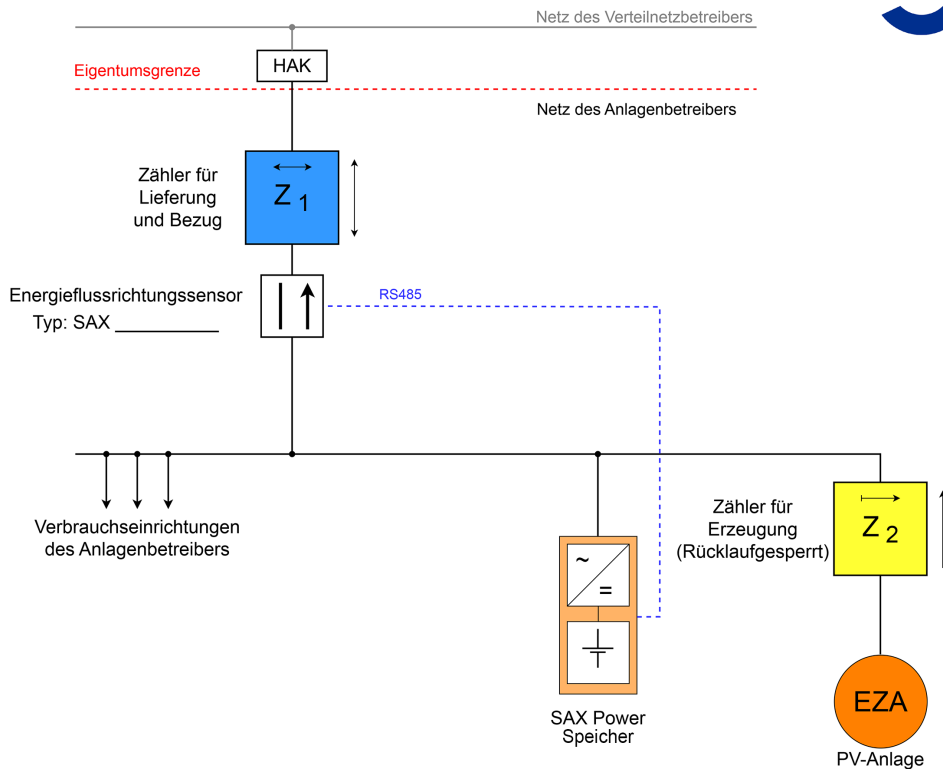 Netz des Verteilnetzbetreibers
HAK
Eigentumsgrenze
Netz des Anlagenbetreibers
Zähler für
Lieferung
und Bezug
Z 1
Energieflussrichtungssensor
Typ: SAX ___________
RS485
Verbrauchseinrichtungen
des Anlagenbetreibers
Zähler für
Erzeugung
(Rücklaufgesperrt)
Z 2
~
=
SAX Power
Speicher
EZA
PV-Anlage